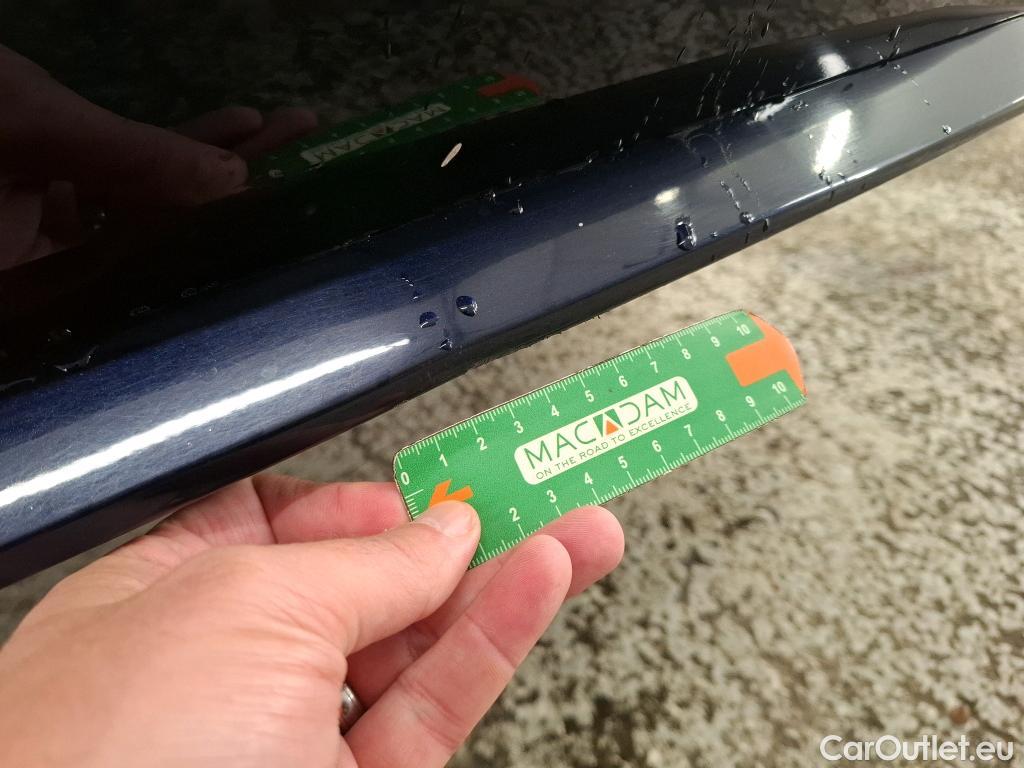 0 1 2 3 4 5 6 7 8 9 10
MACADAM
ON THE ROAD TO EXCELLENCE
2 3 4 5 6 7 8 9 10
MACADAM
CarOutlet.eu